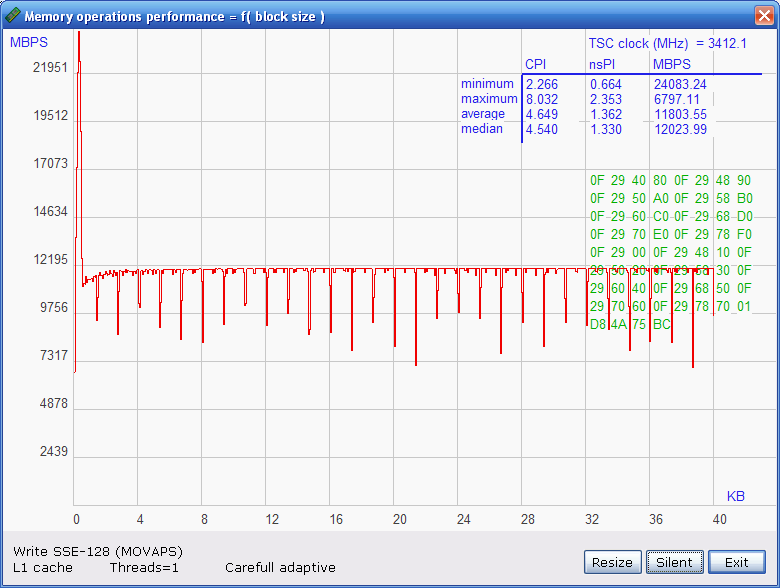 Memory operations performance = f( block size )
MBPS
TSC clock (MHz) = 3412.1
CPI nsPI MBPS
minimum 2.266 0.664 24083.24
maximum 8.032 2.353 6797.11
average 4.649 1.362 11803.55
median 4.540 1.330 12023.99
21951
19512
17073
14634
12195
9756
7317
4878
2439
0F 29 40 80 0F 29 48 90
0F 29 50 A0 0F 29 58 B0
0F 29 60 C0 0F 29 68 D0
0F 29 70 E0 0F 29 78 F0
0F 29 00 0F 29 48 10 0F
29 30 0F
29 60 40 0F 29 68 50 0F
29 70 60 0F 29 78 70 01
D8 4A 75 BC
KB
0 4 8 12 16 20 24 28 32 36 40
Write SSE-128 (MOVAPS)
L1 cache Threads=1 Carefull adaptive
Resize Silent Exit